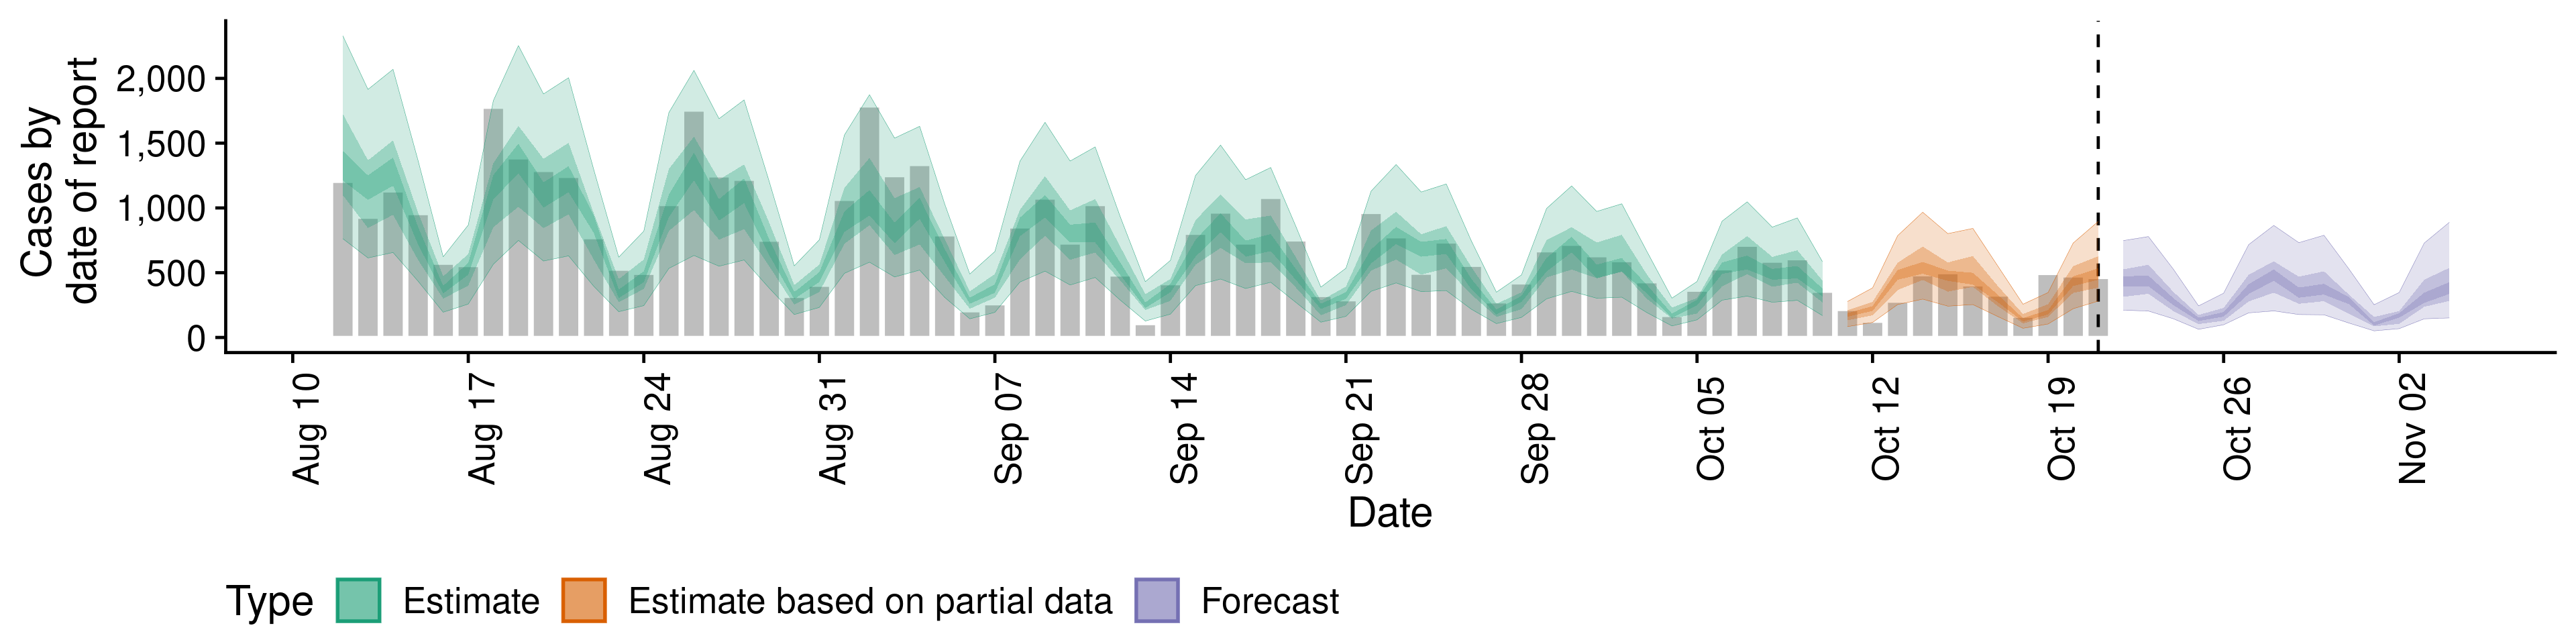 Cases by
date of report
2,000
1,500
1,000
500
0
Aug 10
Aug 17
Aug 24
Aug 31
Sep 07
Sep 14
Sep 21
Sep 28
Oct 05
Oct 12
Oct 19
Oct 26
Nov 02
Date
Type Estimate Estimate based on partial data Forecast